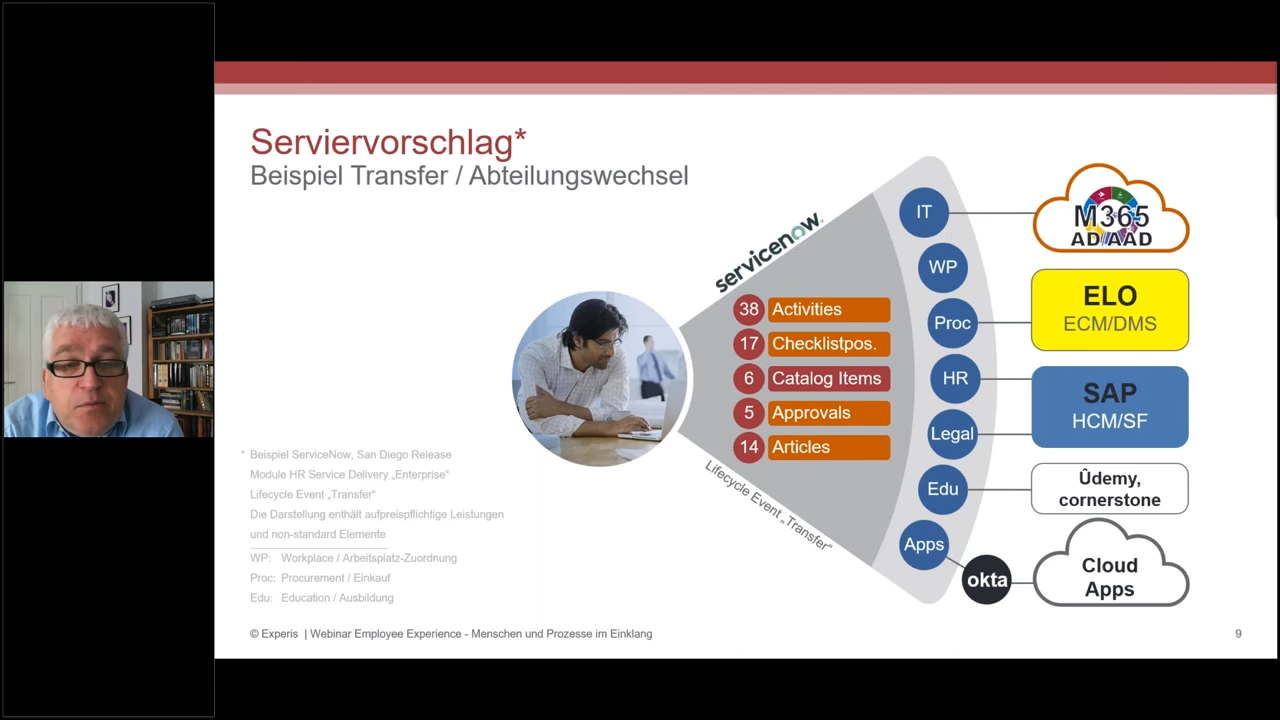 Serviervorschlag*
Beispiel Transfer / Abteilungswechsel
servicenow.
38 Activities
17 Checklistpos.
6 Catalog Items
5 Approvals
14 Articles
Lifecycle Event „Transfer"
IT
WP
Proc
HR
Legal
Edu
Apps
okta
M365
AD/AAD
ELO
ECM/DMS
SAP
HCM/SF
Ûdemy,
cornerstone
Cloud
Apps
* Beispiel ServiceNow, San Diego Release
Module HR Service Delivery „Enterprise"
Lifecycle Event „Transfer"
Die Darstellung enthält aufpreispflichtige Leistungen
und non-standard Elemente
WP: Workplace / Arbeitsplatz-Zuordnung
Proc: Procurement / Einkauf
Edu: Education / Ausbildung
© Experis | Webinar Employee Experience - Menschen und Prozesse im Einklang
9